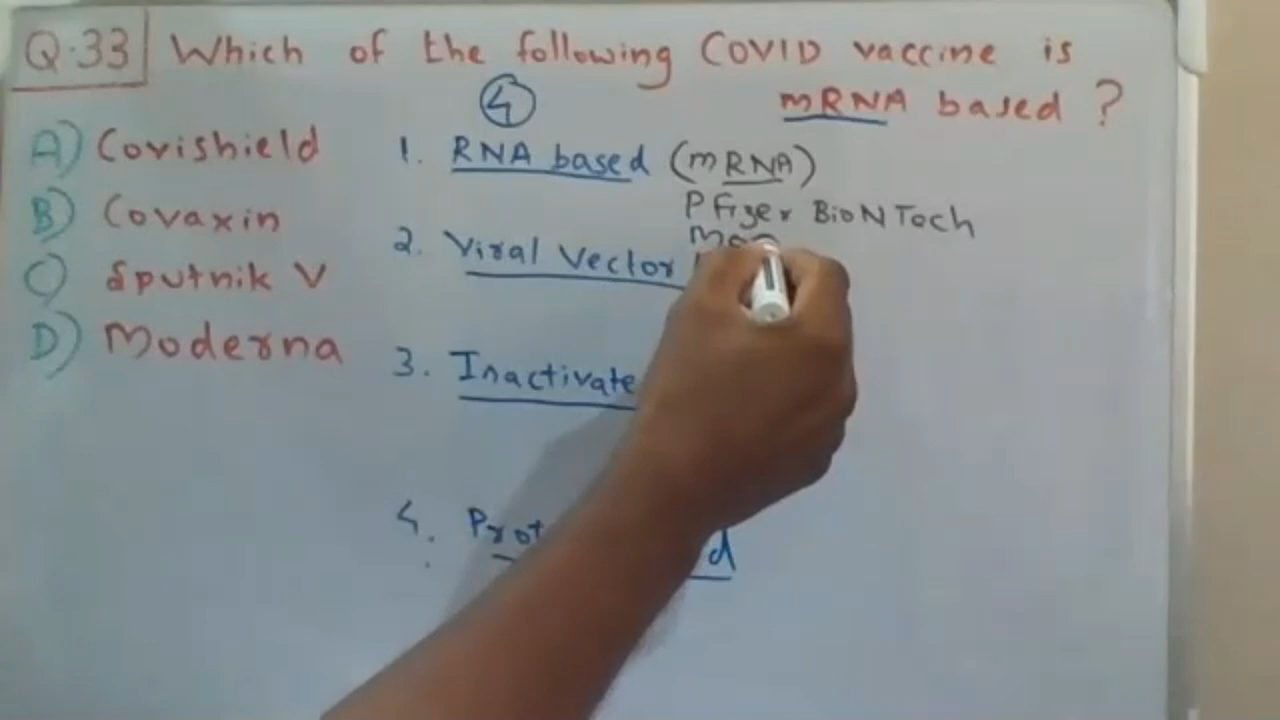 Q.33 Which of the following COVID vaccine is
mRNA based ?
4
A) Covishield
B) Covaxin
C) Sputnik V
D) Moderna
1. RNA based (mRNA)
Pfizer BioNTech
2. Viral Vector
3. Inactivate
4.